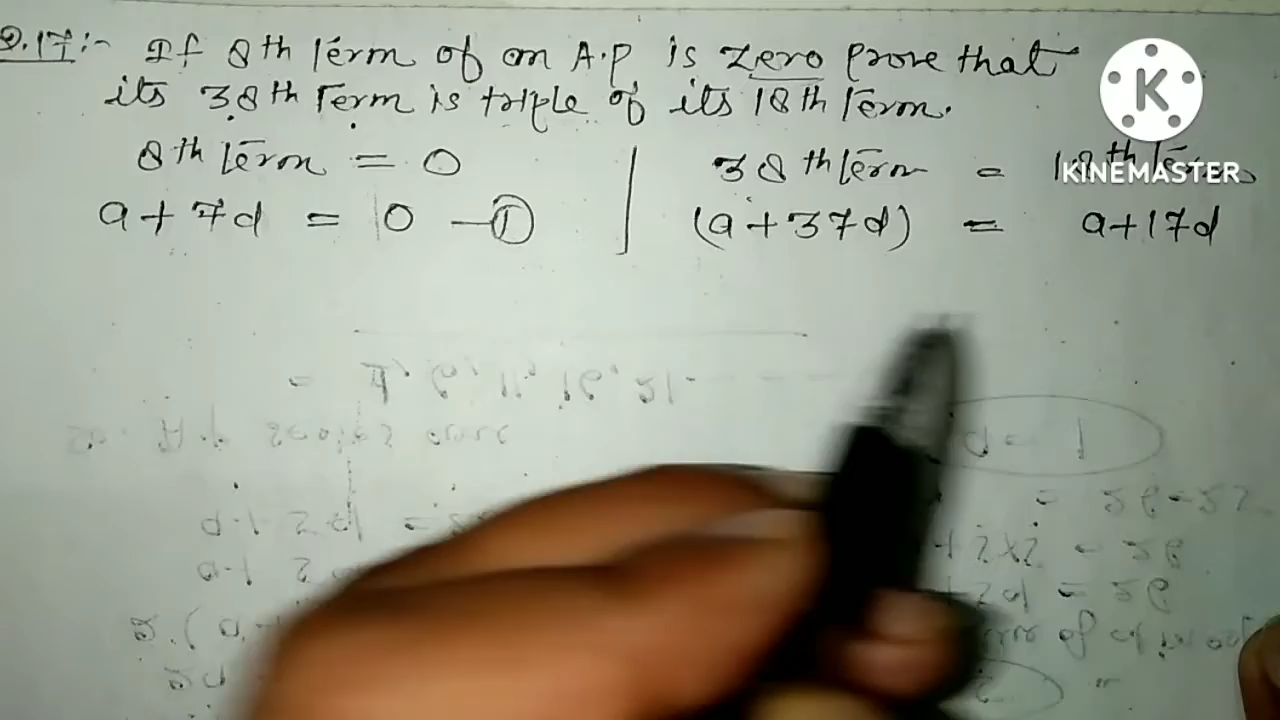 Q.17:- If 8th term of an A.P is zero prove that
its 38th Term is triple of its 18th term.
8th term = 0
a + 7d = 0 — ①
38th term = 18th term
(a+37d) = a+17d
K
KINEMASTER